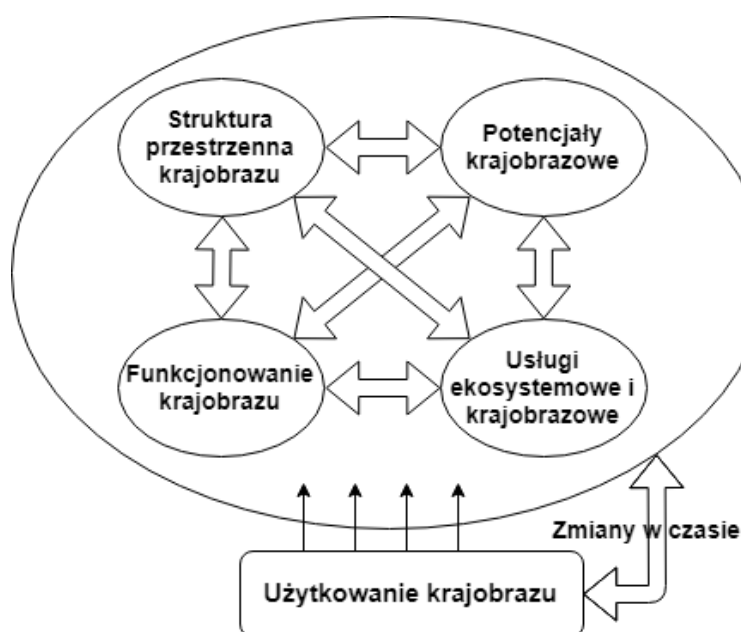 Struktura
przestrzenna
krajobrazu
Potencjały
krajobrazowe
Funkcjonowanie
krajobrazu
Usługi
ekosystemowe i
krajobrazowe
Zmiany w czasie
Użytkowanie krajobrazu